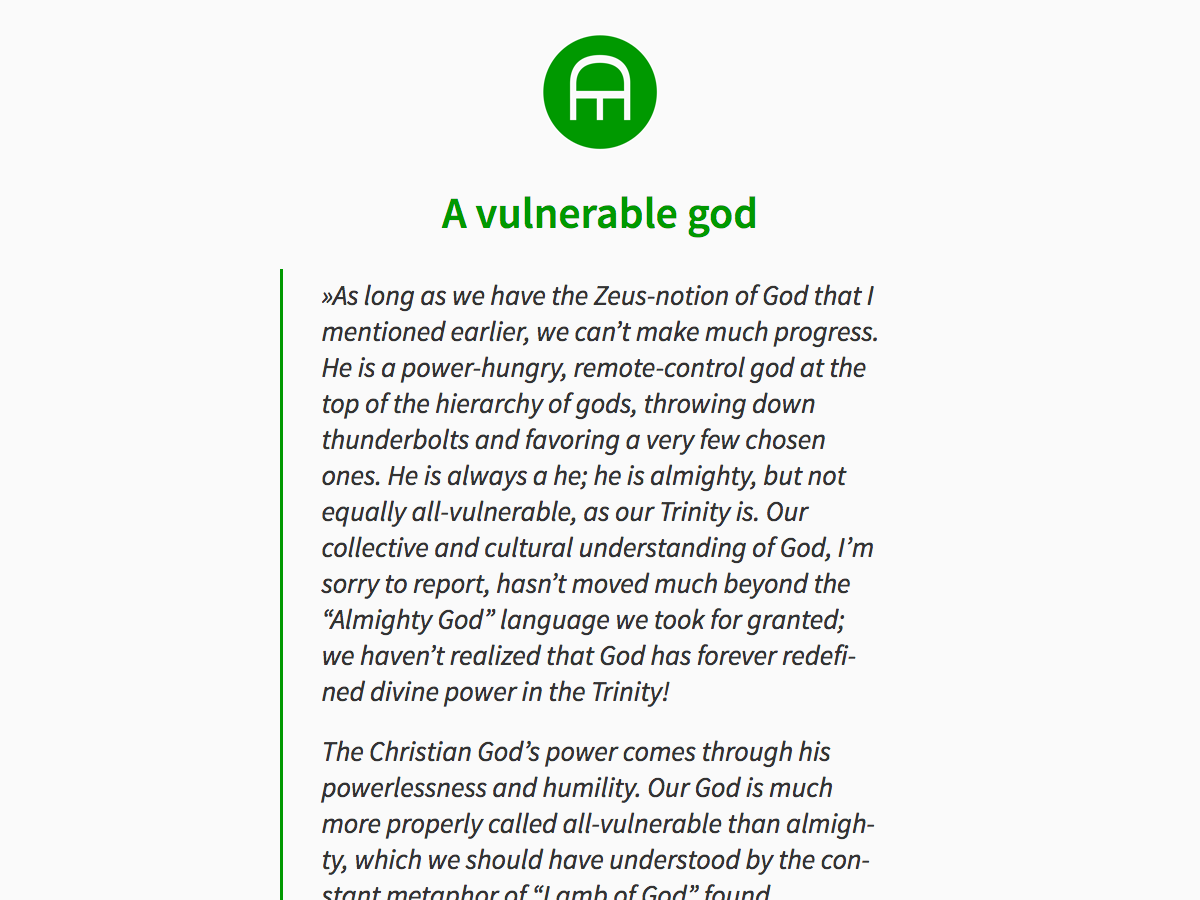 A vulnerable god
»As long as we have the Zeus-notion of God that I
mentioned earlier, we can’t make much progress.
He is a power-hungry, remote-control god at the
top of the hierarchy of gods, throwing down
thunderbolts and favoring a very few chosen
ones. He is always a he; he is almighty, but not
equally all-vulnerable, as our Trinity is. Our
collective and cultural understanding of God, I’m
sorry to report, hasn’t moved much beyond the
“Almighty God” language we took for granted;
we haven’t realized that God has forever redefi-
ned divine power in the Trinity!
The Christian God’s power comes through his
powerlessness and humility. Our God is much
more properly called all-vulnerable than almigh-
ty, which we should have understood by the con-
stant metaphor of “Lamb of God” found